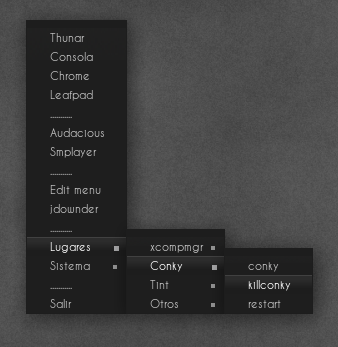 Thunar
Consola
Chrome
Leafpad
Audacious
Smplayer
Edit menu
jdownder
Lugares
Sistema
Salir
xcompmgr
Conky
Tint
Otros
conky
killconky
restart